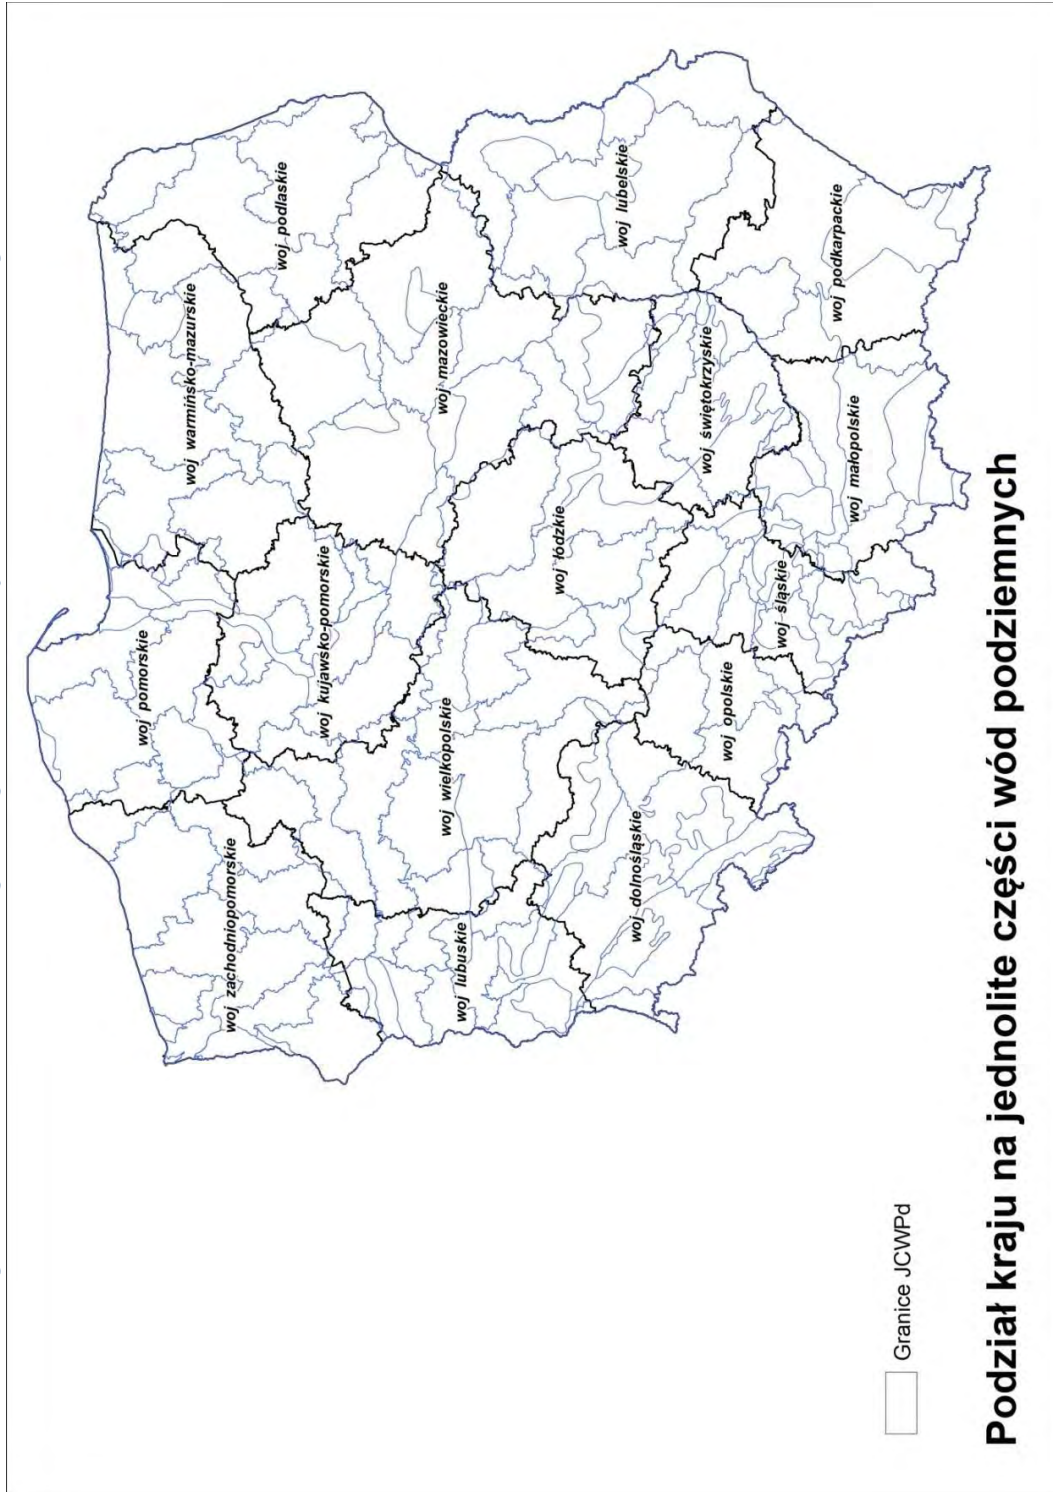 woj pomorskie
woj warmińsko-mazurskie
woj zachodniopomorskie
woj podlaskie
woj kujawsko-pomorskie
woj mazowieckie
woj wielkopolskie
woj lubuskie
woj łódzkie
woj lubelskie
woj dolnośląskie
woj świętokrzyskie
woj opolskie
woj śląskie
woj podkarpackie
woj małopolskie
Granice JCWPd
Podział kraju na jednolite części wód podziemnych